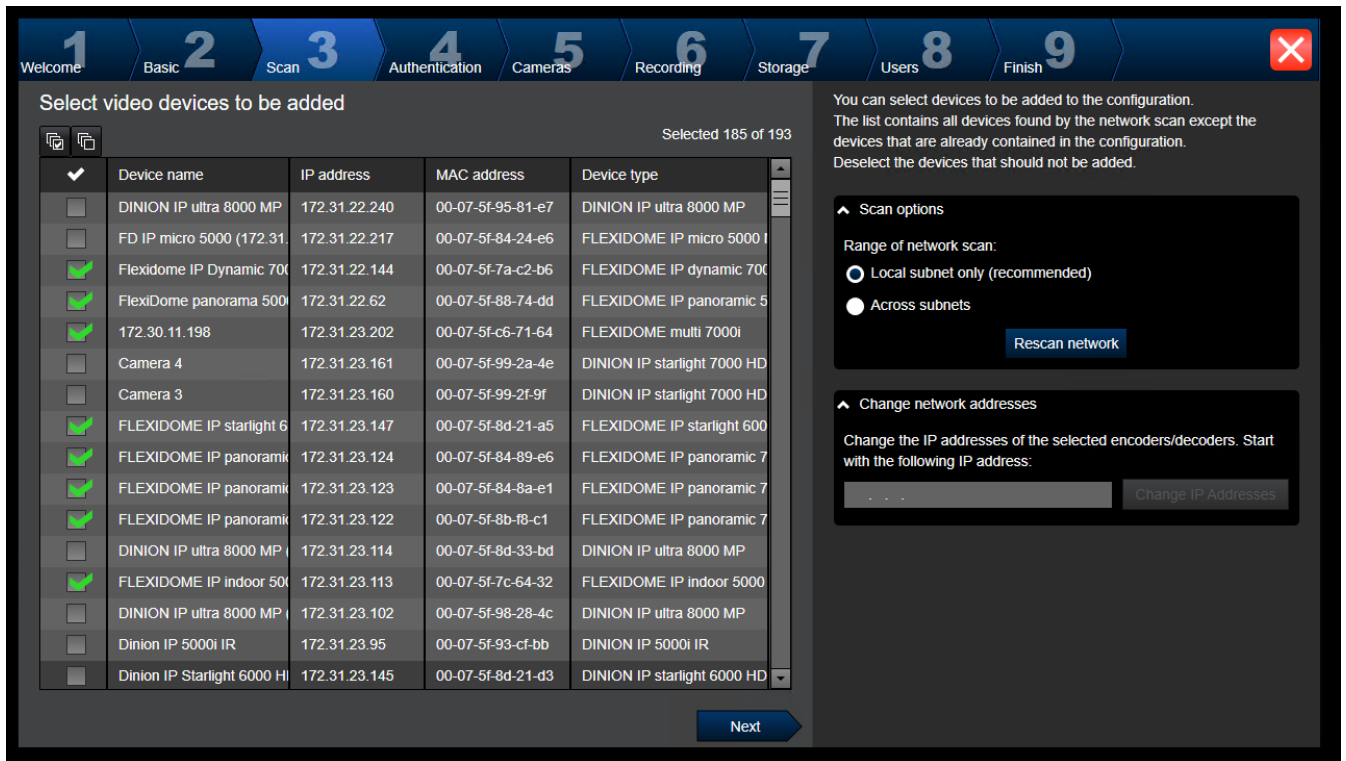 1 Welcome
2 Basic
3 Scan
4 Authentication
5 Cameras
6 Recording
7 Storage
8 Users
9 Finish
Select video devices to be added
Selected 185 of 193
Device name IP address MAC address Device type
DINION IP ultra 8000 MP 172.31.22.240 00-07-5f-95-81-e7 DINION IP ultra 8000 MP
FD IP micro 5000 (172.31. 172.31.22.217 00-07-5f-84-24-e6 FLEXIDOME IP micro 5000
Flexidome IP Dynamic 700 172.31.22.144 00-07-5f-7a-c2-b6 FLEXIDOME IP dynamic 700
FlexiDome panorama 500 172.31.22.62 00-07-5f-88-74-dd FLEXIDOME IP panoramic 5
172.30.11.198 172.31.23.202 00-07-5f-c6-71-64 FLEXIDOME multi 7000i
Camera 4 172.31.23.161 00-07-5f-99-2a-4e DINION IP starlight 7000 HD
Camera 3 172.31.23.160 00-07-5f-99-2f-9f DINION IP starlight 7000 HD
FLEXIDOME IP starlight 6 172.31.23.147 00-07-5f-8d-21-a5 FLEXIDOME IP starlight 600
FLEXIDOME IP panoramic 172.31.23.124 00-07-5f-84-89-e6 FLEXIDOME IP panoramic 7
FLEXIDOME IP panoramic 172.31.23.123 00-07-5f-84-8a-e1 FLEXIDOME IP panoramic 7
FLEXIDOME IP panoramic 172.31.23.122 00-07-5f-8b-f8-c1 FLEXIDOME IP panoramic 7
DINION IP ultra 8000 MP ( 172.31.23.114 00-07-5f-8d-33-bd DINION IP ultra 8000 MP
FLEXIDOME IP indoor 500 172.31.23.113 00-07-5f-7c-64-32 FLEXIDOME IP indoor 5000
DINION IP ultra 8000 MP ( 172.31.23.102 00-07-5f-98-28-4c DINION IP ultra 8000 MP
Dinion IP 5000i IR 172.31.23.95 00-07-5f-93-cf-bb DINION IP 5000i IR
Dinion IP Starlight 6000 H 172.31.23.145 00-07-5f-8d-21-d3 DINION IP starlight 6000 HD
Next
You can select devices to be added to the configuration.
The list contains all devices found by the network scan except the
devices that are already contained in the configuration.
Deselect the devices that should not be added.
Scan options
Range of network scan:
Local subnet only (recommended)
Across subnets
Rescan network
Change network addresses
Change the IP addresses of the selected encoders/decoders. Start
with the following IP address:
. . .
Change IP Addresses